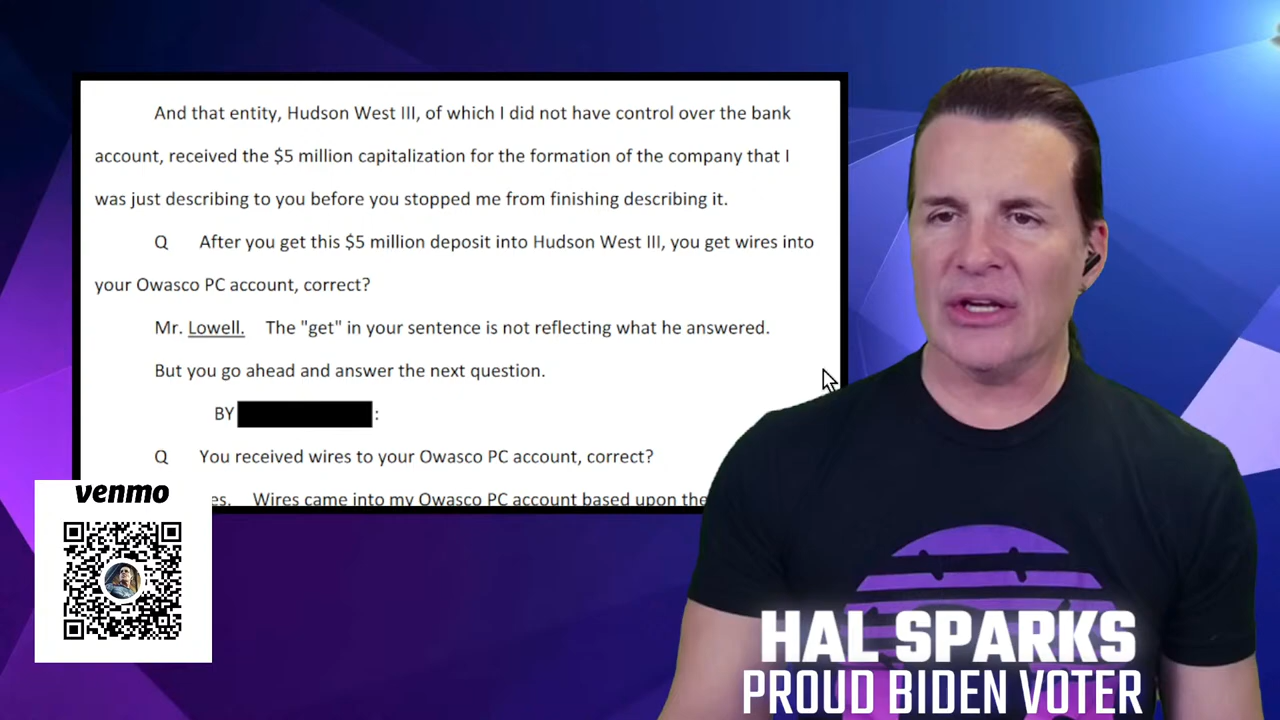 And that entity, Hudson West III, of which I did not have control over the bank
account, received the $5 million capitalization for the formation of the company that I
was just describing to you before you stopped me from finishing describing it.
Q After you get this $5 million deposit into Hudson West III, you get wires into
your Owasco PC account, correct?
Mr. Lowell. The "get" in your sentence is not reflecting what he answered.
But you go ahead and answer the next question.
BY :
Q You received wires to your Owasco PC account, correct?
Wires came into my Owasco PC account based upon the
venmo
HAL SPARKS
PROUD BIDEN VOTER